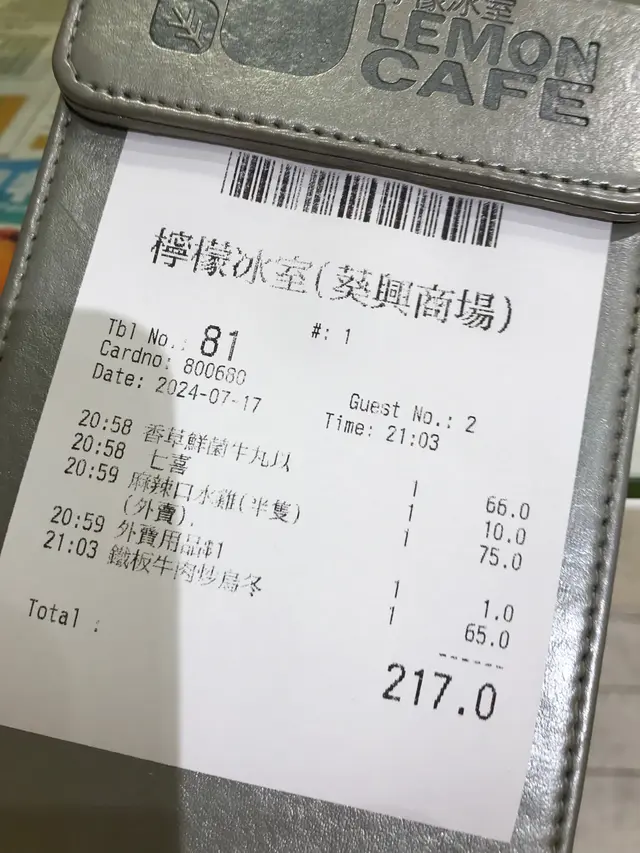 檸檬冰室
LEMON
CAFE
檸檬冰室(葵興商場)
Tbl No.: 81 #: 1
Cardno: 800680 Guest No.: 2
Date: 2024-07-17 Time: 21:03
20:58 香草鮮菌牛丸以 1 66.0
20:58 七喜 1 10.0
20:59 麻辣口水雞(半隻) 1 75.0
(外賣).
20:59 外賣用品$1 1 1.0
21:03 鐵板牛肉炒烏冬 1 65.0
Total : 217.0